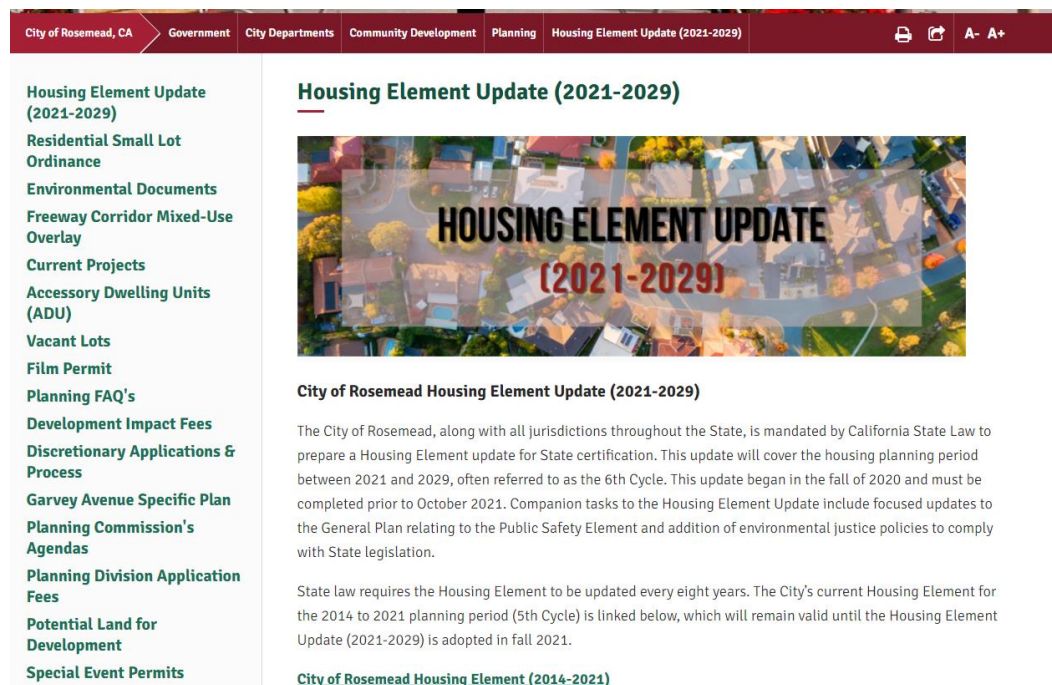 City of Rosemead, CA
Government
City Departments
Community Development
Planning
Housing Element Update (2021-2029)
A- A+
Housing Element Update
(2021-2029)
Residential Small Lot
Ordinance
Environmental Documents
Freeway Corridor Mixed-Use
Overlay
Current Projects
Accessory Dwelling Units
(ADU)
Vacant Lots
Film Permit
Planning FAQ's
Development Impact Fees
Discretionary Applications &
Process
Garvey Avenue Specific Plan
Planning Commission's
Agendas
Planning Division Application
Fees
Potential Land for
Development
Special Event Permits
Housing Element Update (2021-2029)
HOUSING ELEMENT UPDATE
(2021-2029)
City of Rosemead Housing Element Update (2021-2029)
The City of Rosemead, along with all jurisdictions throughout the State, is mandated by California State Law to
prepare a Housing Element update for State certification. This update will cover the housing planning period
between 2021 and 2029, often referred to as the 6th Cycle. This update began in the fall of 2020 and must be
completed prior to October 2021. Companion tasks to the Housing Element Update include focused updates to
the General Plan relating to the Public Safety Element and addition of environmental justice policies to comply
with State legislation.
State law requires the Housing Element to be updated every eight years. The City's current Housing Element for
the 2014 to 2021 planning period (5th Cycle) is linked below, which will remain valid until the Housing Element
Update (2021-2029) is adopted in fall 2021.
City of Rosemead Housing Element (2014-2021)